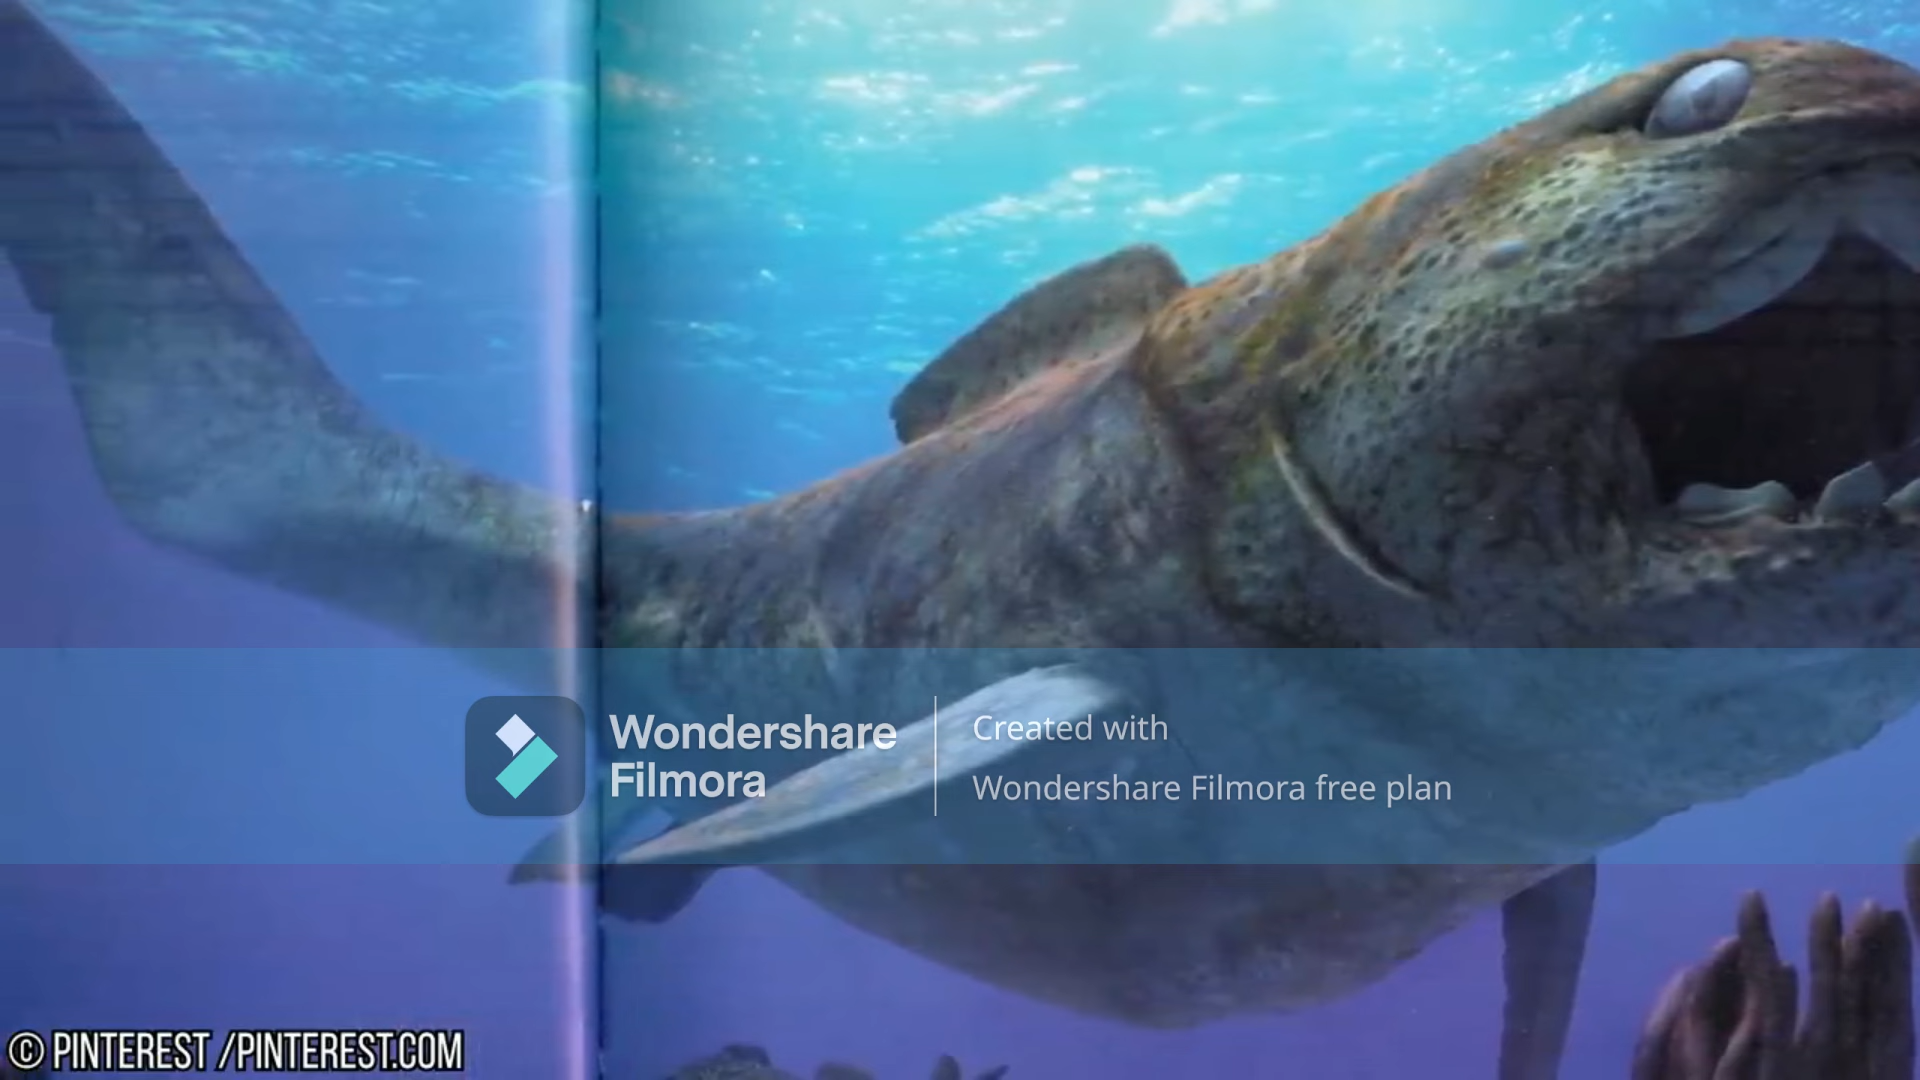 Wondershare
Filmora
Created with
Wondershare Filmora free plan
© PINTEREST /PINTEREST.COM